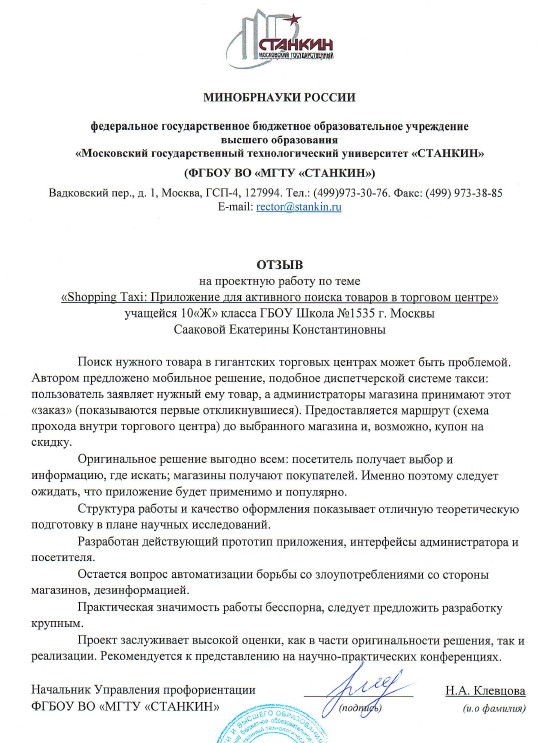 СТАНКИН
МОСКОВСКИЙ ГОСУДАРСТВЕННЫЙ
МИНОБРНАУКИ РОССИИ
федеральное государственное бюджетное образовательное учреждение
высшего образования
«Московский государственный технологический университет «СТАНКИН»
(ФГБОУ ВО «МГТУ «СТАНКИН»)
Вадковский пер., д. 1, Москва, ГСП-4, 127994. Тел.: (499)973-30-76. Факс: (499) 973-38-85
E-mail: rector@stankin.ru
ОТЗЫВ
на проектную работу по теме
«Shopping Taxi: Приложение для активного поиска товаров в торговом центре»
учащейся 10«Ж» класса ГБОУ Школа №1535 г. Москвы
Сааковой Екатерины Константиновны
Поиск нужного товара в гигантских торговых центрах может быть проблемой.
Автором предложено мобильное решение, подобное диспетчерской системе такси:
пользователь заявляет нужный ему товар, а администраторы магазина принимают этот
«заказ» (показываются первые откликнувшиеся). Предоставляется маршрут (схема
прохода внутри торгового центра) до выбранного магазина и, возможно, купон на
скидку.
Оригинальное решение выгодно всем: посетитель получает выбор и
информацию, где искать; магазины получают покупателей. Именно поэтому следует
ожидать, что приложение будет применимо и популярно.
Структура работы и качество оформления показывает отличную теоретическую
подготовку в плане научных исследований.
Разработан действующий прототип приложения, интерфейсы администратора и
посетителя.
Остается вопрос автоматизации борьбы со злоупотреблениями со стороны
магазинов, дезинформацией.
Практическая значимость работы бесспорна, следует предложить разработку
крупным.
Проект заслуживает высокой оценки, как в части оригинальности решения, так и
реализации. Рекомендуется к представлению на научно-практических конференциях.
Начальник Управления профориентации
ФГБОУ ВО «МГТУ «СТАНКИН»
(подпись)
Н.А. Клевцова
(и.о фамилия)